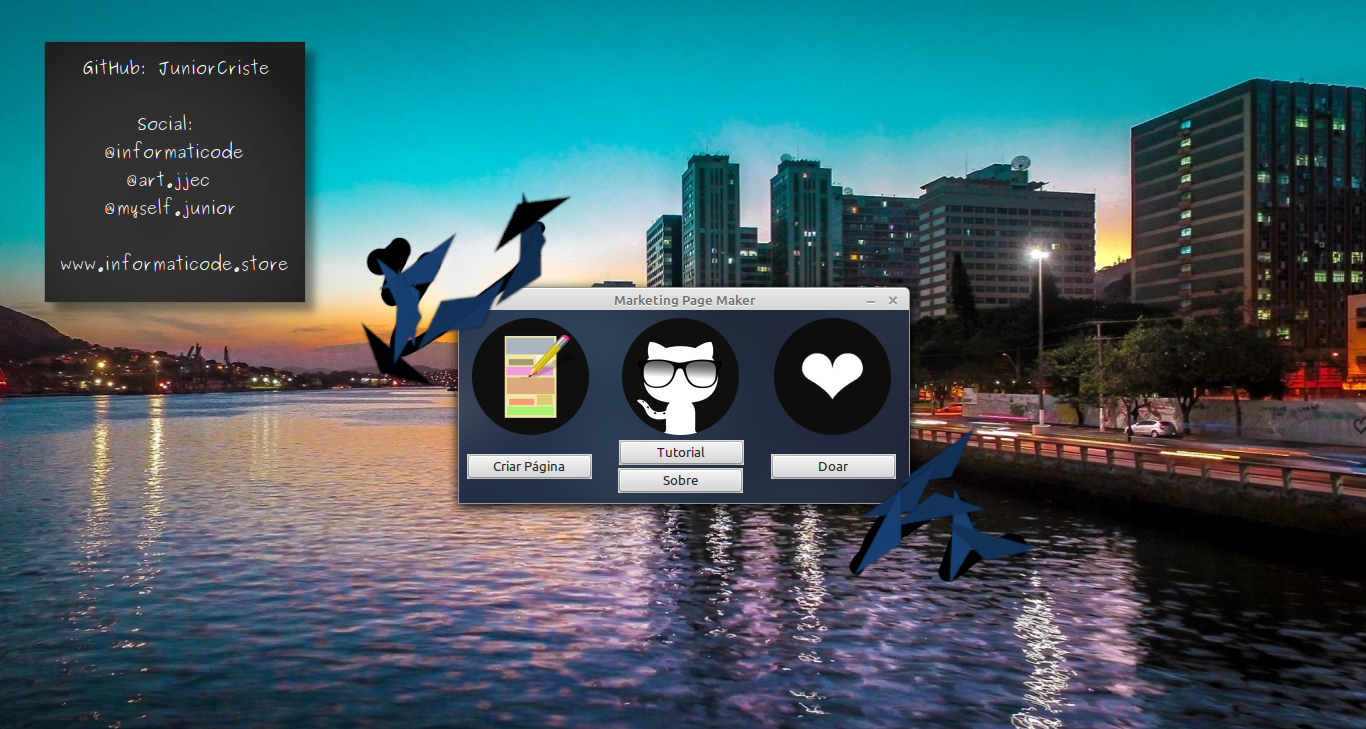 GitHub: JuniorCriste
Social:
@informaticode
@art.jjec
@myself.junior
www.informaticode.store
Marketing Page Maker
Criar Página
Tutorial
Sobre
Doar